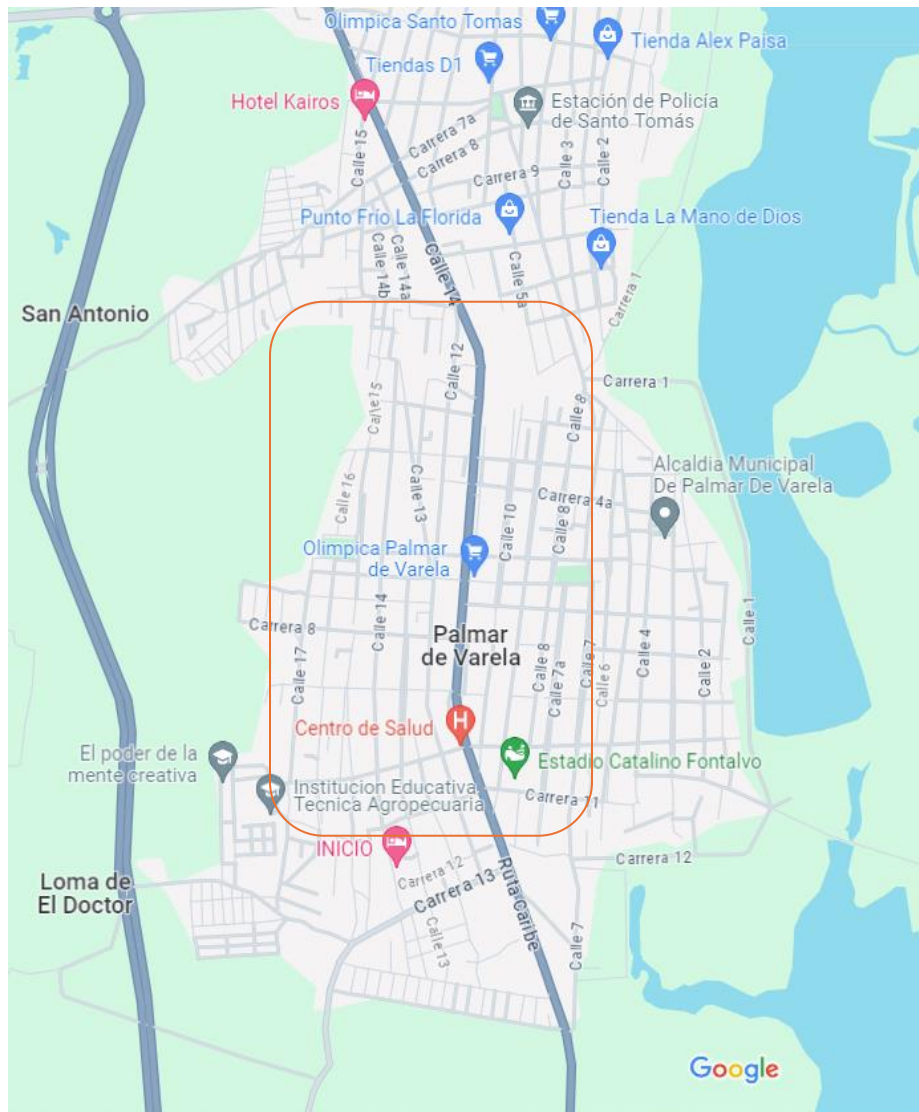 Olimpica Santo Tomas
Tienda Alex Paisa
Tiendas D1
Hotel Kairos
Estación de Policía
de Santo Tomás
Carrera 7a
Carrera 8
Calle 15
Calle 3
Calle 2
Carrera 9
Punto Frío La Florida
Tienda La Mano de Dios
Calle 14b
Calle 14a
Calle 14
Calle 5a
Carrera 1
San Antonio
Calle 12
Carrera 1
Calle 15
Calle 8
Alcaldia Municipal
De Palmar De Varela
Calle 16
Calle 13
Calle 10
Carrera 4a
Calle 8
Olimpica Palmar
de Varela
Calle 14
Calle 1
Carrera 8
Palmar
de Varela
Calle 17
Calle 8
Calle 7a
Calle 7
Calle 6
Calle 4
Calle 2
Centro de Salud
El poder de la
mente creativa
Estadio Catalino Fontalvo
Institucion Educativa
Tecnica Agropecuaria
Carrera 11
INICIO
Carrera 12
Carrera 12
Loma de
El Doctor
Carrera 13
Ruta Caribe
Calle 13
Calle 7
Google